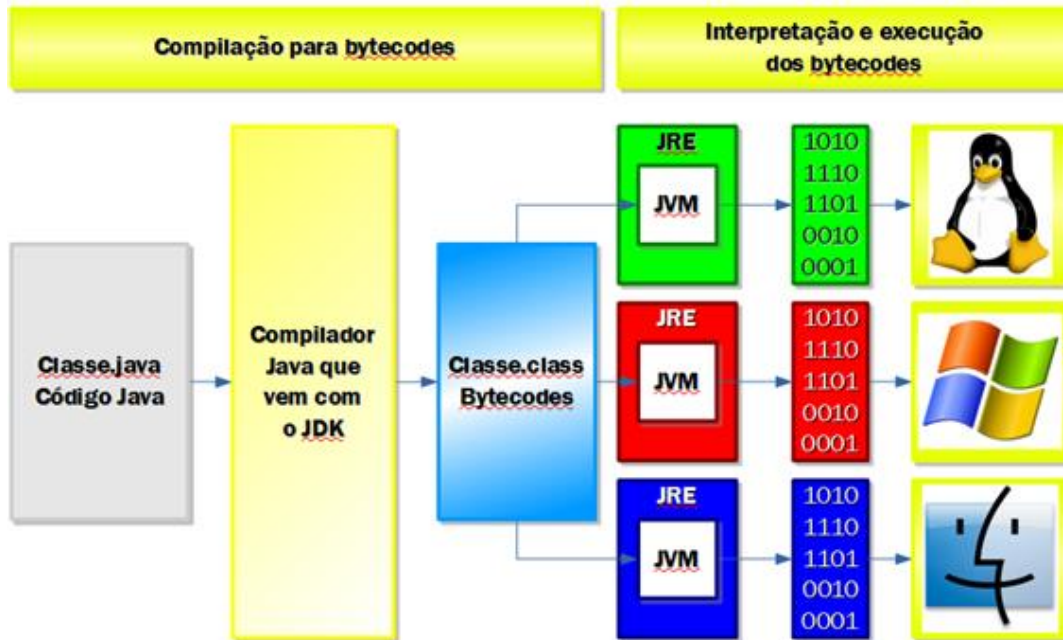 Compilação para bytecodes
Interpretação e execução
dos bytecodes
Classe.java
Código Java
Compilador
Java que
vem com
o JDK
Classe.class
Bytecodes
JRE
JVM
1010
1110
1101
0010
0001
JRE
JVM
1010
1110
1101
0010
0001
JRE
JVM
1010
1110
1101
0010
0001